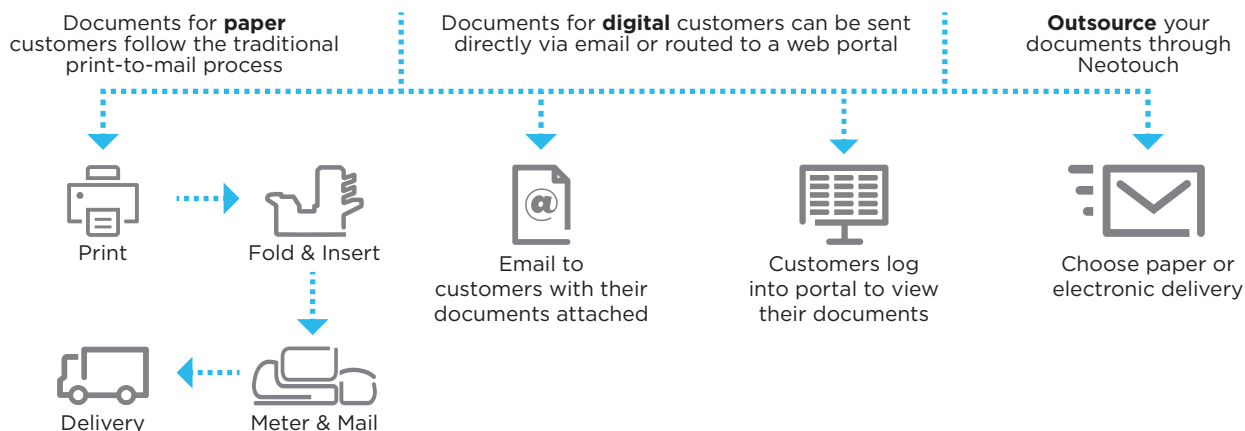 Documents for paper
customers follow the traditional
print-to-mail process
Documents for digital customers can be sent
directly via email or routed to a web portal
Outsource your
documents through
Neotouch
Print
Fold & Insert
@
Email to
customers with their
documents attached
Customers log
into portal to view
their documents
Choose paper or
electronic delivery
Delivery
Meter & Mail